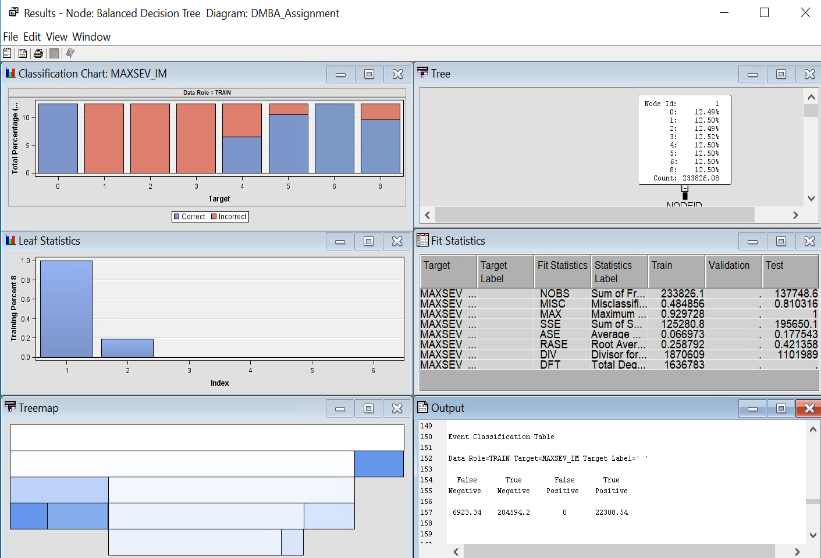 Results - Node: Balanced Decision Tree Diagram: DMBA_Assignment
File Edit View Window
Classification Chart: MAXSEV_IM
Data Role = TRAIN
Total Percentage (...
10
5
0
0 1 2 3 4 5 6 8
Target
Correct Incorrect
Tree
Node Id: 1
0: 12.49%
1: 12.50%
2: 12.49%
3: 12.52%
4: 12.50%
5: 12.50%
6: 12.50%
8: 12.50%
Count: 233826.08
Leaf Statistics
Training Percent 8
1.0
0.8
0.6
0.4
0.2
0.0
1 2 3 4 5 6
Index
Fit Statistics
Target Target Label Fit Statistics Statistics Label Train Validation Test
MAXSEV ... NOBS Sum of Fr... 233826.1 . 137748.6
MAXSEV ... MISC Misclassifi... 0.484856 . 0.810316
MAXSEV ... MAX Maximum ... 0.929728 . 1
MAXSEV ... SSE Sum of S... 125280.8 . 195650.1
MAXSEV ... ASE Average ... 0.066973 . 0.177543
MAXSEV ... RASE Root Aver... 0.258792 . 0.421358
MAXSEV ... DIV Divisor for... 1870609 . 1101989
MAXSEV ... DFT Total Deg... 1636783 . .
Treemap
Output
149
150 Event Classification Table
151
152 Data Role=TRAIN Target=MAXSEV_IM Target Label=' '
153
154 False True False True
155 Negative Negative Positive Positive
156
157 6923.34 204594.2 0 22308.54
158
159